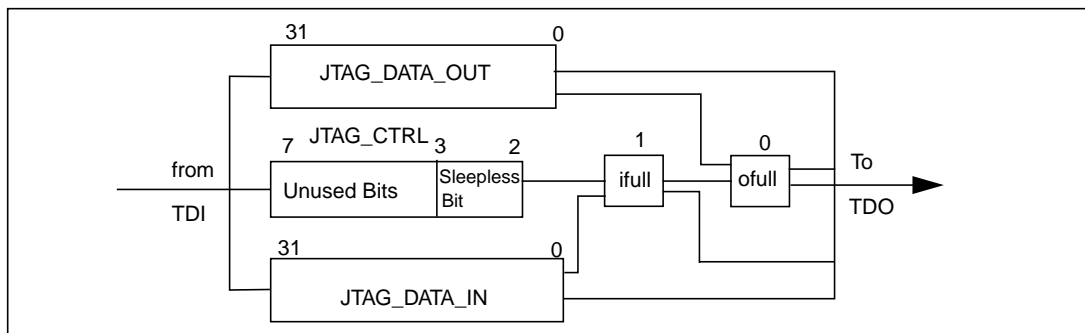 31 0
JTAG_DATA_OUT
JTAG_CTRL
7 3 2 1 0
from
TDI
Unused Bits
Sleepless
Bit
ifull
ofull
To
TDO
31 0
JTAG_DATA_IN